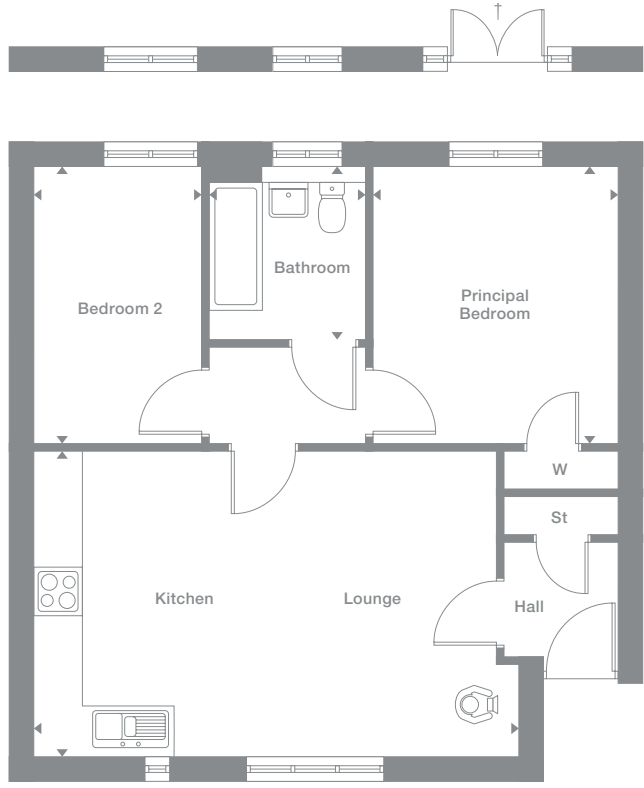 †
Bathroom
Bedroom 2
Principal
Bedroom
W
St
Kitchen
Lounge
Hall